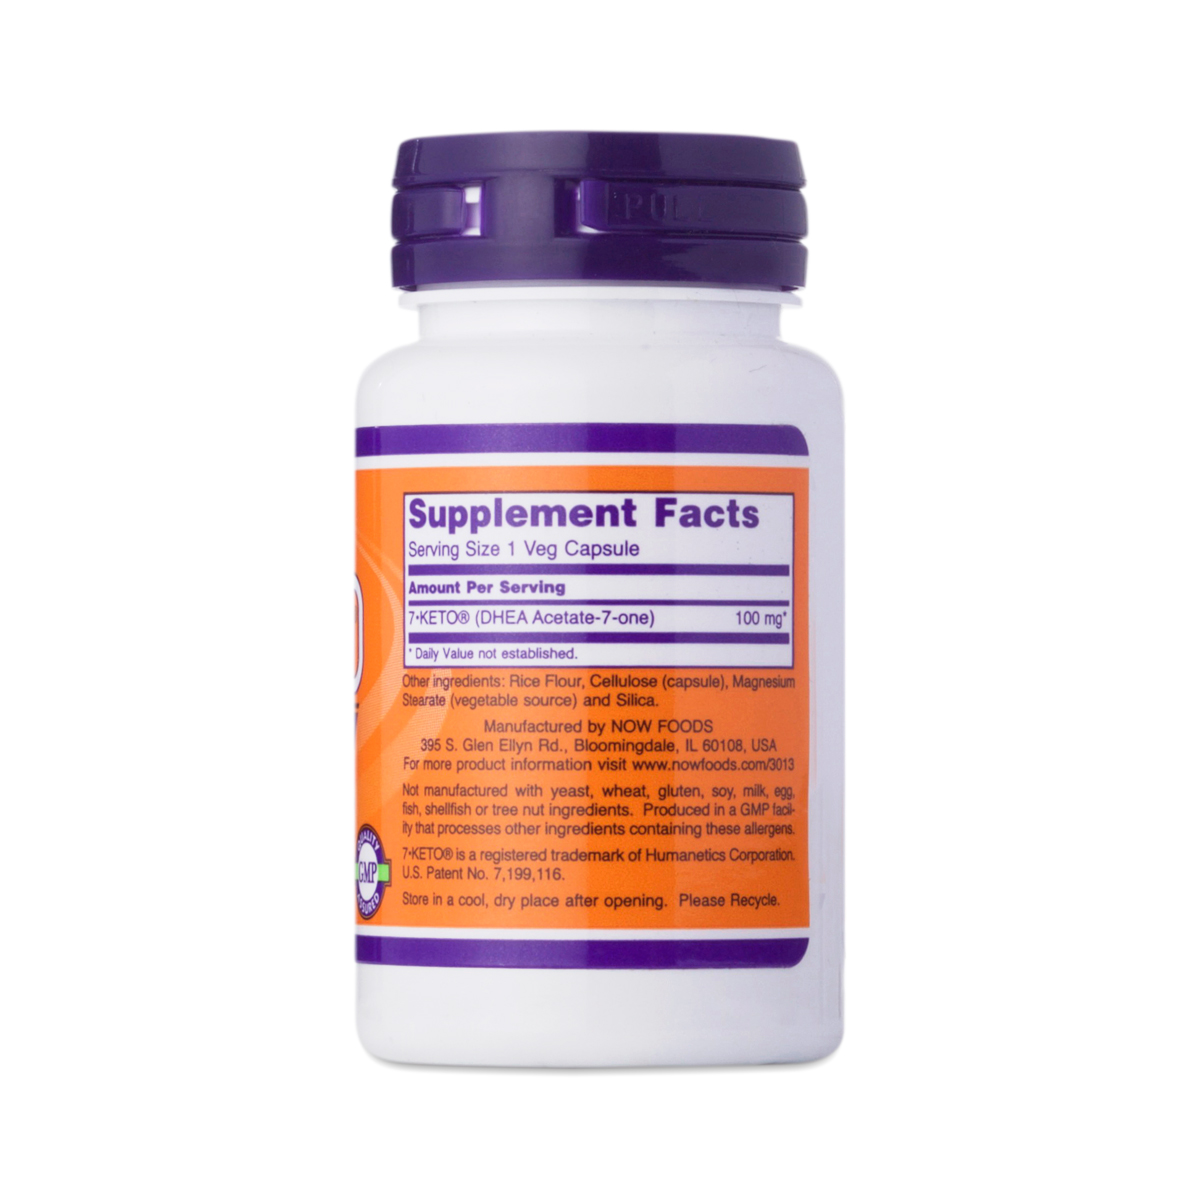 PULL
Supplement Facts
Serving Size 1 Veg Capsule
Amount Per Serving
7•KETO® (DHEA Acetate-7-one) 100 mg*
* Daily Value not established.
Other ingredients: Rice Flour, Cellulose (capsule), Magnesium
Stearate (vegetable source) and Silica.
Manufactured by NOW FOODS
395 S. Glen Ellyn Rd., Bloomingdale, IL 60108, USA
For more product information visit www.nowfoods.com/3013
Not manufactured with yeast, wheat, gluten, soy, milk, egg,
fish, shellfish or tree nut ingredients. Produced in a GMP facil-
ity that processes other ingredients containing these allergens.
QUALITY
GMP
ASSURED
7•KETO® is a registered trademark of Humanetics Corporation.
U.S. Patent No. 7,199,116.
Store in a cool, dry place after opening. Please Recycle.